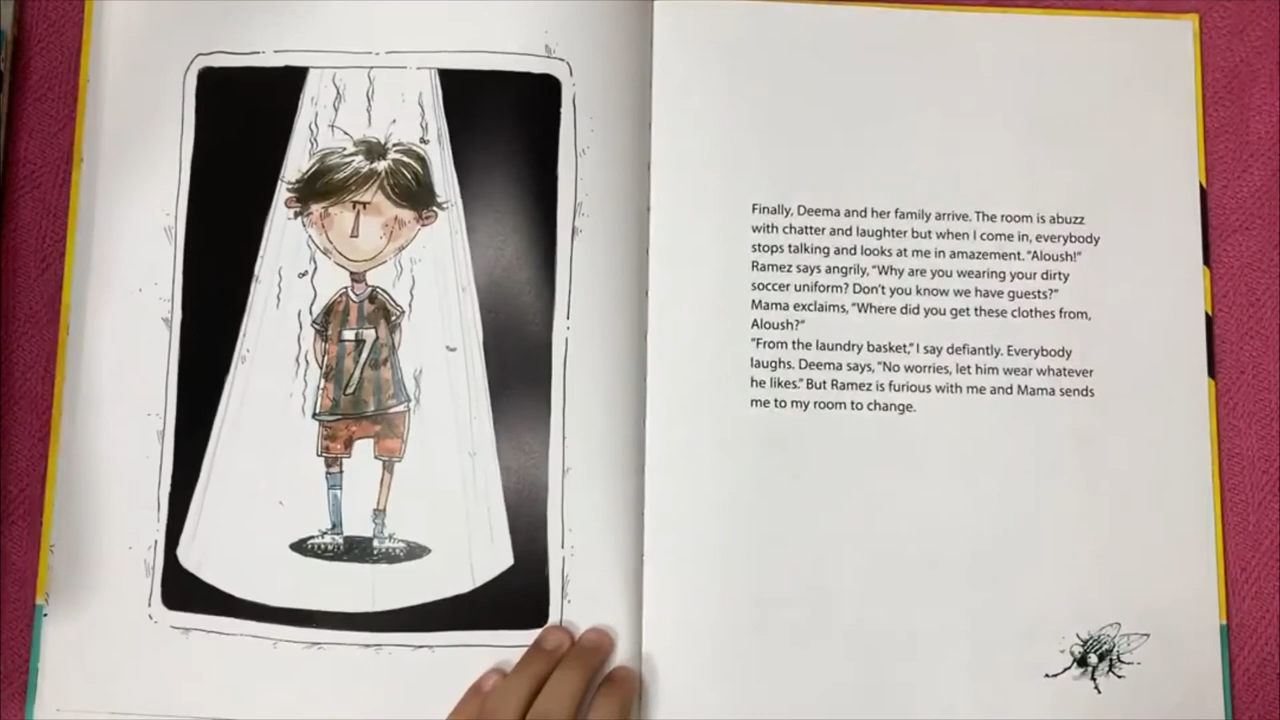 7
Finally, Deema and her family arrive. The room is abuzz
with chatter and laughter but when I come in, everybody
stops talking and looks at me in amazement. “Aloush!”
Ramez says angrily, “Why are you wearing your dirty
soccer uniform? Don’t you know we have guests?”
Mama exclaims, “Where did you get these clothes from,
Aloush?”
“From the laundry basket,” I say defiantly. Everybody
laughs. Deema says, “No worries, let him wear whatever
he likes.” But Ramez is furious with me and Mama sends
me to my room to change.